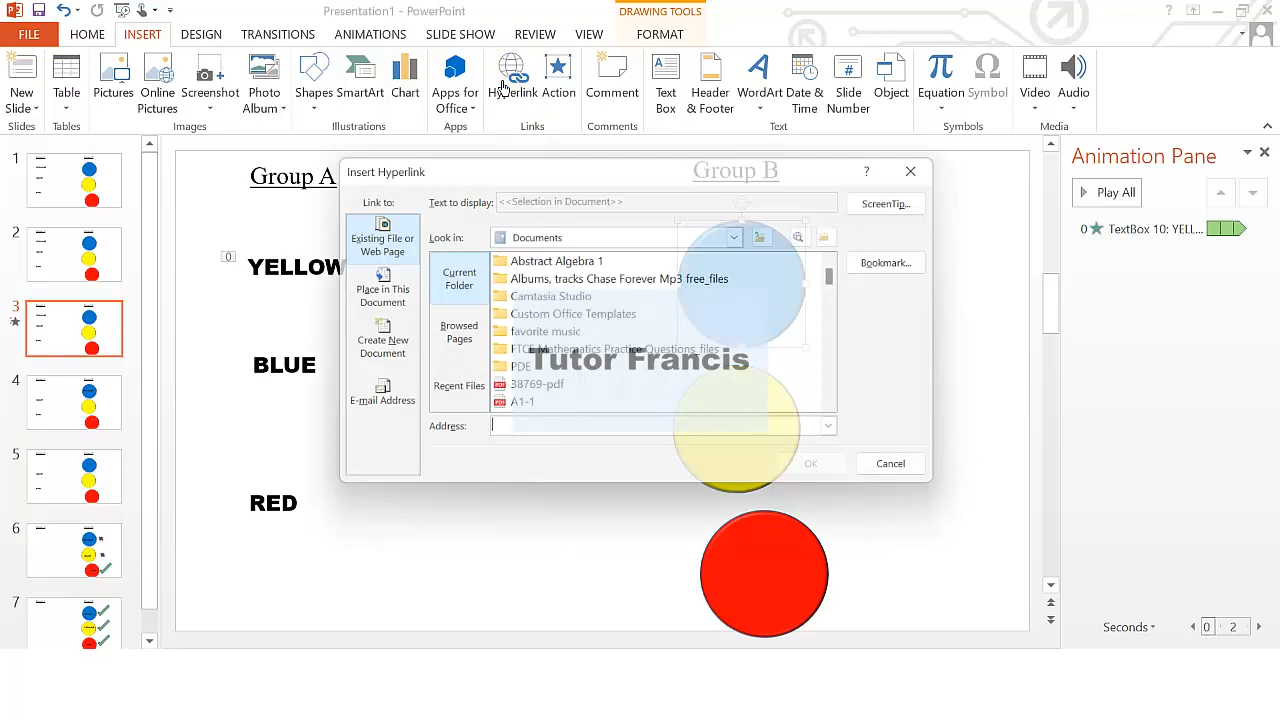 Presentation1 - PowerPoint
DRAWING TOOLS
?
FILE
HOME
INSERT
DESIGN
TRANSITIONS
ANIMATIONS
SLIDE SHOW
REVIEW
VIEW
FORMAT
New Slide
Table
Pictures
Online Pictures
Screenshot
Photo Album
Shapes
SmartArt
Chart
Apps for Office
Hyperlink
Action
Comment
Text Box
Header & Footer
WordArt
Date & Time
Slide Number
Object
Equation
Symbol
Video
Audio
Slides
Tables
Images
Illustrations
Apps
Links
Comments
Text
Symbols
Media
1
2
3
4
5
6
7
Group A
Group B
0
YELLOW
BLUE
RED
Insert Hyperlink
?
Link to:
Text to display:
<<Selection in Document>>
ScreenTip...
Existing File or Web Page
Look in:
Documents
Place in This Document
Create New Document
E-mail Address
Current Folder
Browsed Pages
Recent Files
Abstract Algebra 1
Albums, tracks Chase Forever Mp3 free_files
Camtasia Studio
Custom Office Templates
favorite music
FTCE Mathematics Practice Questions_files
PDE
38769-pdf
A1-1
Bookmark...
Address:
OK
Cancel
Tutor Francis
Animation Pane
Play All
0
TextBox 10: YELL...
Seconds
0
2